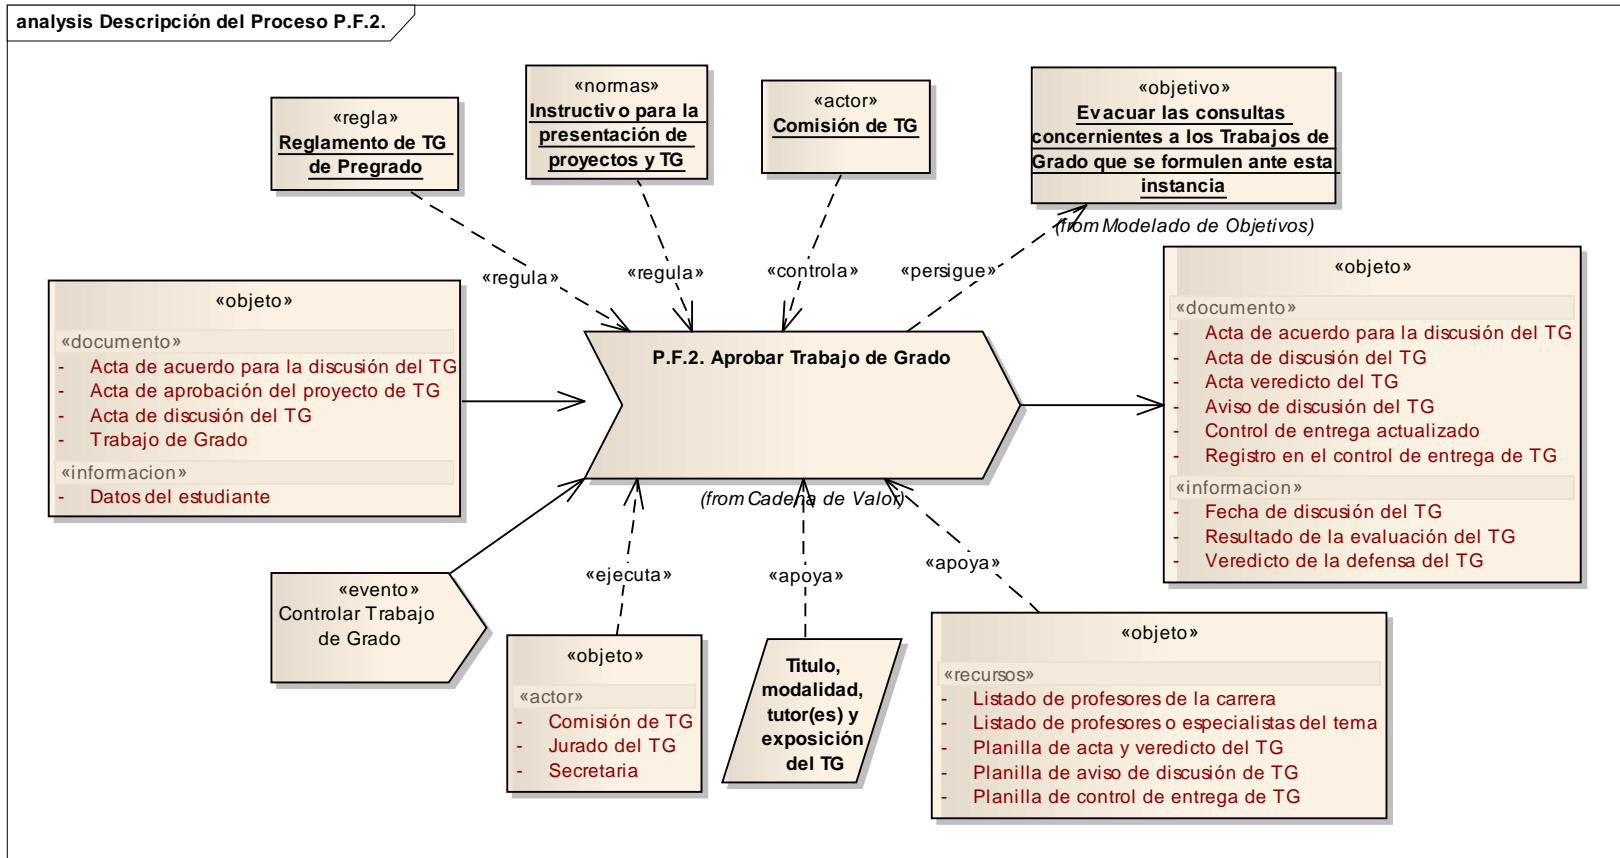 analysis Descripción del Proceso P.F.2.
«regla»
Reglamento de TG
de Pregrado
«normas»
Instructivo para la
presentación de
proyectos y TG
«actor»
Comisión de TG
«objetivo»
Evacuar las consultas
concernientes a los Trabajos de
Grado que se formulen ante esta
instancia
(from Modelado de Objetivos)
«regula»
«regula»
«controla»
«persigue»
«objeto»
«documento»
- Acta de acuerdo para la discusión del TG
- Acta de aprobación del proyecto de TG
- Acta de discusión del TG
- Trabajo de Grado
«informacion»
- Datos del estudiante
P.F.2. Aprobar Trabajo de Grado
(from Cadena de Valor)
«objeto»
«documento»
- Acta de acuerdo para la discusión del TG
- Acta de discusión del TG
- Acta veredicto del TG
- Aviso de discusión del TG
- Control de entrega actualizado
- Registro en el control de entrega de TG
«informacion»
- Fecha de discusión del TG
- Resultado de la evaluación del TG
- Veredicto de la defensa del TG
«evento»
Controlar Trabajo
de Grado
«ejecuta»
«apoya»
«apoya»
«objeto»
«actor»
- Comisión de TG
- Jurado del TG
- Secretaria
Titulo,
modalidad,
tutor(es) y
exposición
del TG
«objeto»
«recursos»
- Listado de profesores de la carrera
- Listado de profesores o especialistas del tema
- Planilla de acta y veredicto del TG
- Planilla de aviso de discusión de TG
- Planilla de control de entrega de TG